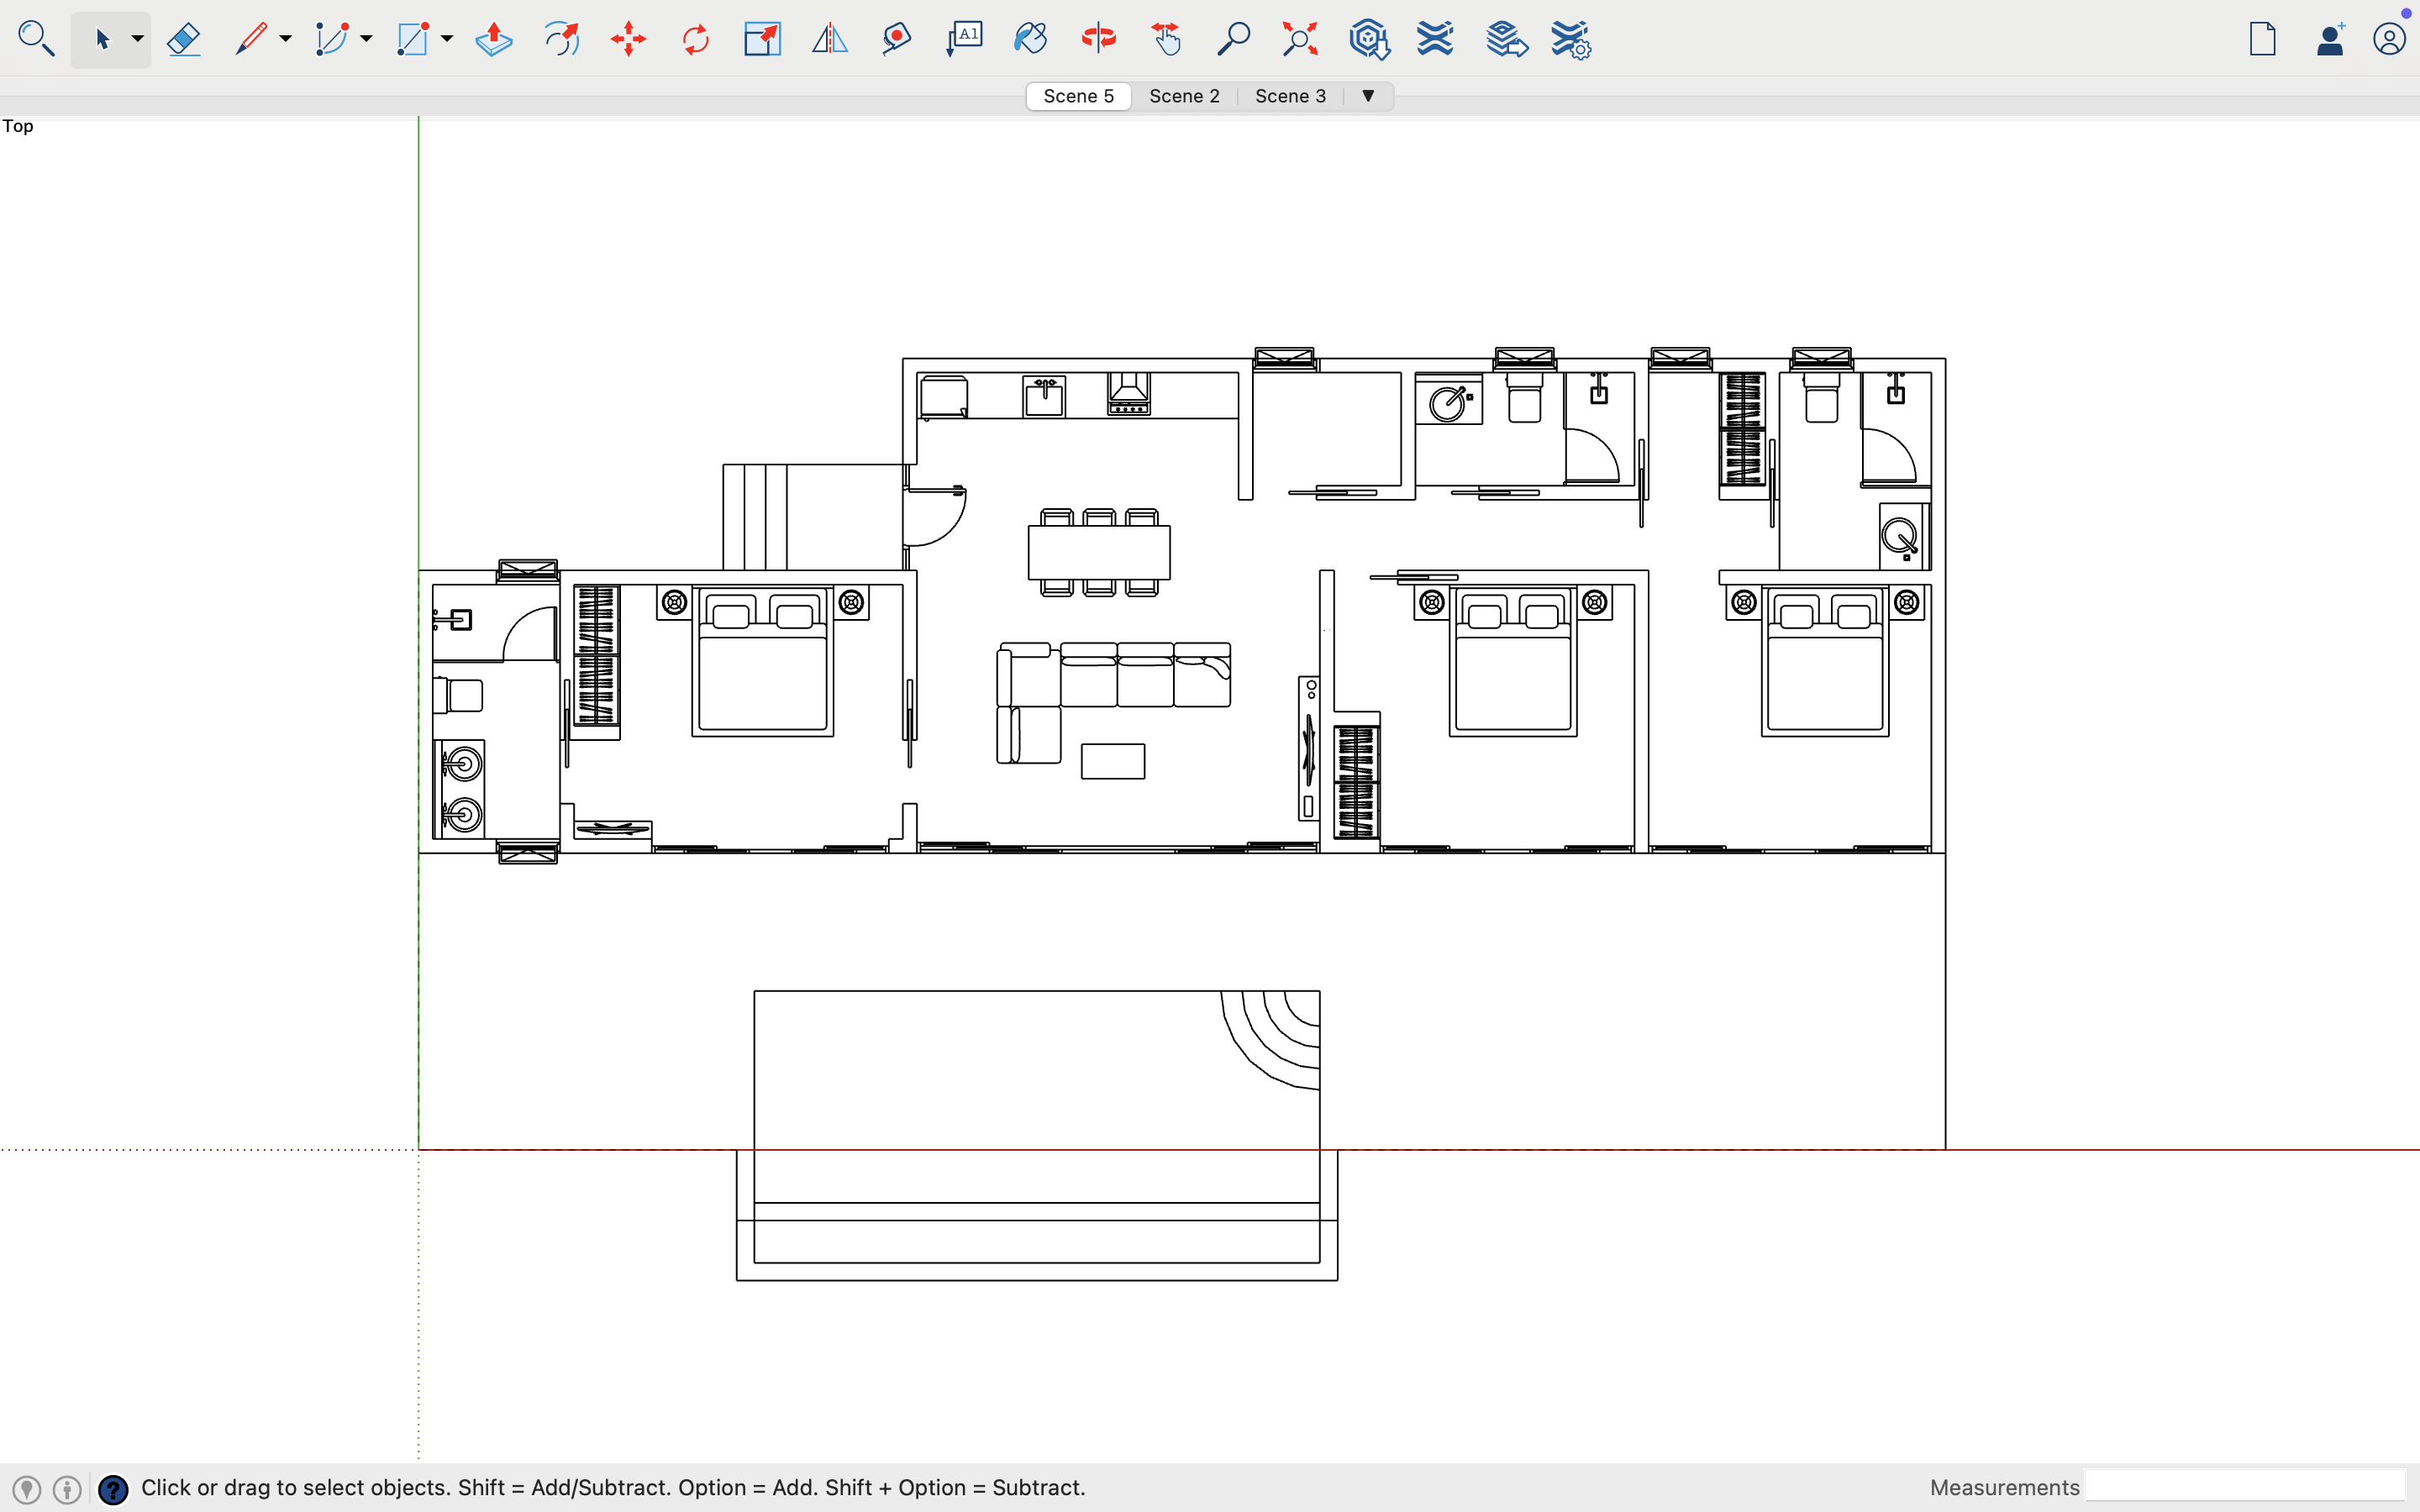 A1
Scene 5 Scene 2 Scene 3
Top
Click or drag to select objects. Shift = Add/Subtract. Option = Add. Shift + Option = Subtract.
Measurements